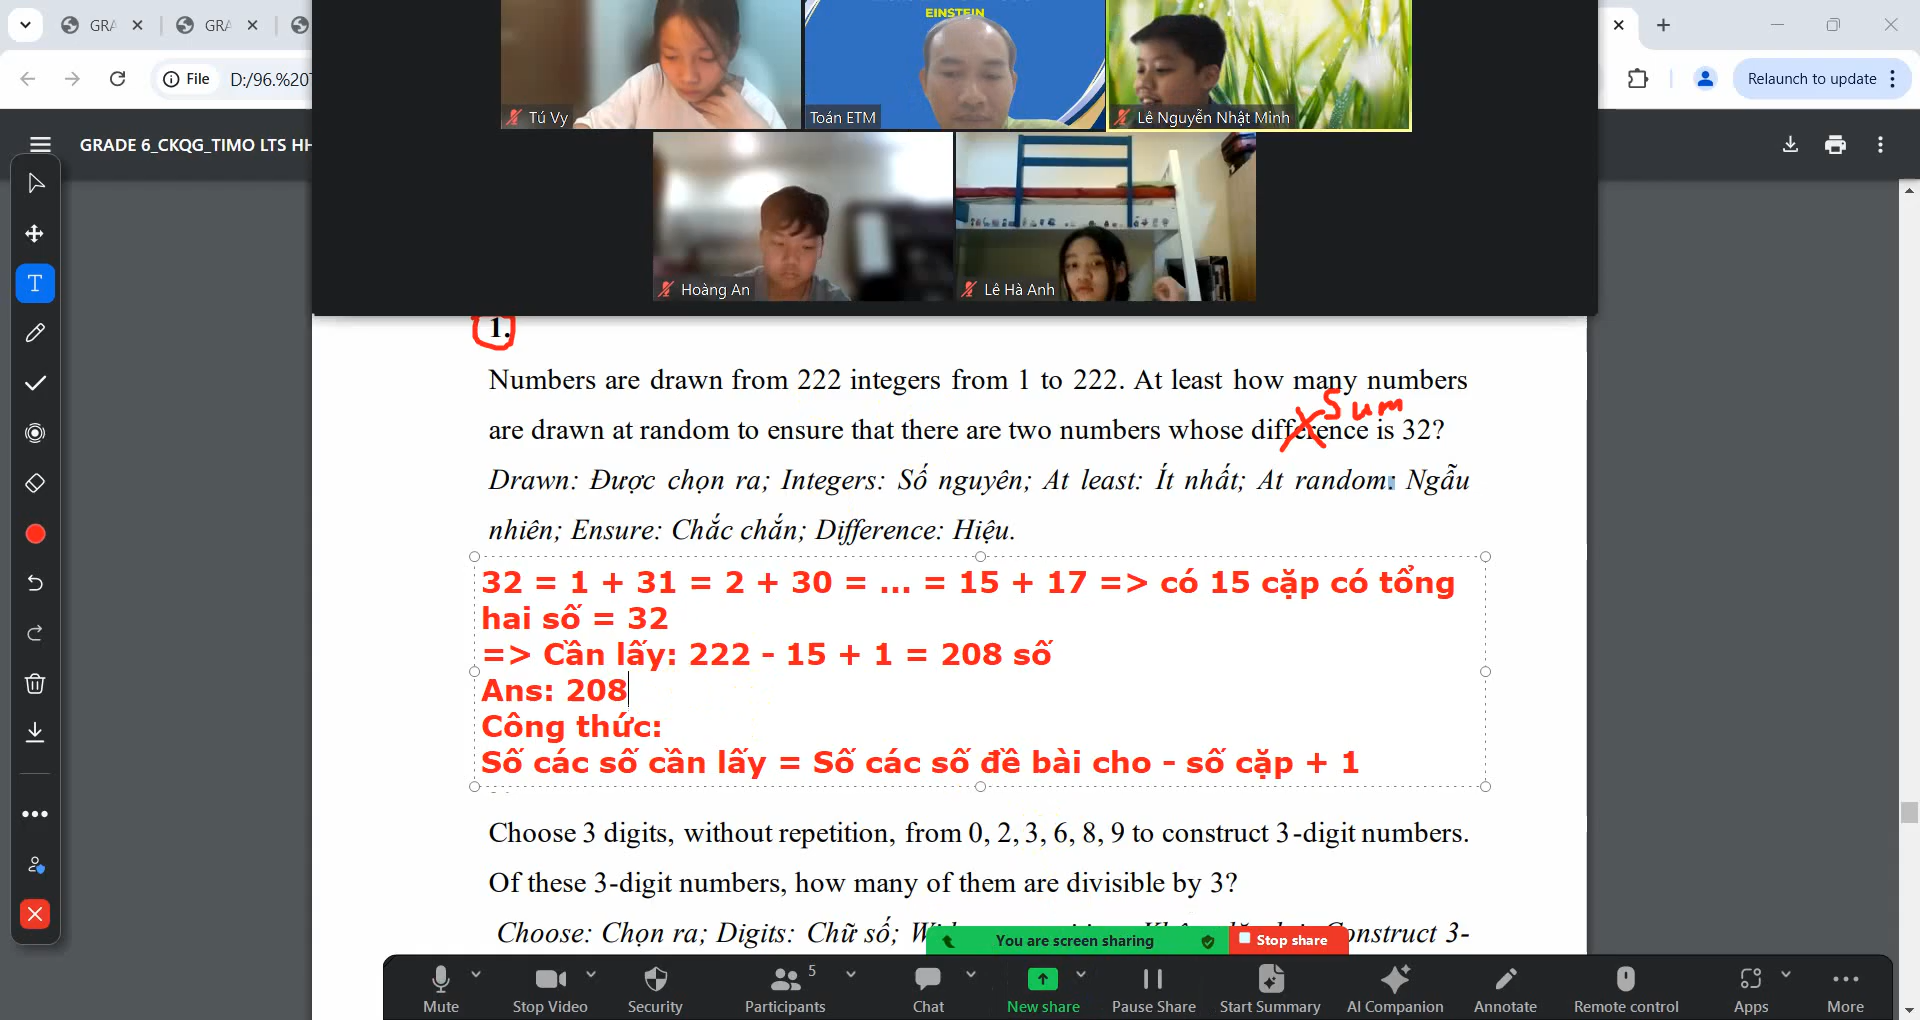 GRA
GRA
File
D:/96.%20T
Relaunch to update
GRADE 6_CKQG_TIMO LTS HH
EINSTEIN
Tú Vy
Toán ETM
Lê Nguyễn Nhật Minh
Hoàng An
Lê Hà Anh
1.
Numbers are drawn from 222 integers from 1 to 222. At least how many numbers
Sum
are drawn at random to ensure that there are two numbers whose difference is 32?
Drawn: Được chọn ra; Integers: Số nguyên; At least: Ít nhất; At random: Ngẫu
nhiên; Ensure: Chắc chắn; Difference: Hiệu.
32 = 1 + 31 = 2 + 30 = ... = 15 + 17 => có 15 cặp có tổng
hai số = 32
=> Cần lấy: 222 - 15 + 1 = 208 số
Ans: 208
Công thức:
Số các số cần lấy = Số các số đề bài cho - số cặp + 1
Choose 3 digits, without repetition, from 0, 2, 3, 6, 8, 9 to construct 3-digit numbers.
Of these 3-digit numbers, how many of them are divisible by 3?
Choose: Chọn ra; Digits: Chữ số; Construct 3-
You are screen sharing
Stop share
Mute
Stop Video
Security
Participants
5
Chat
New share
Pause Share
Start Summary
AI Companion
Annotate
Remote control
Apps
More